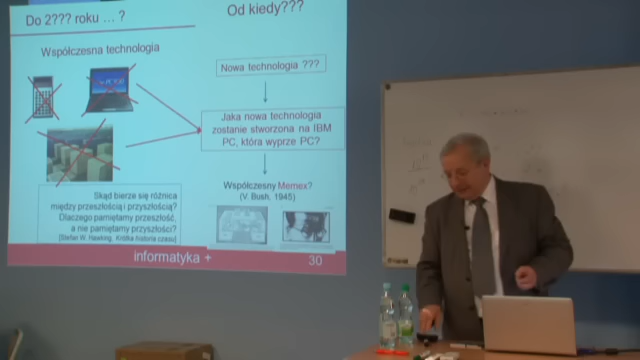 Do 2??? roku ... ?
Od kiedy???
Współczesna technologia
Nowa technologia ???
Jaka nowa technologia
zostanie stworzona na IBM
PC, która wyprze PC?
Współczesny Memex?
(V. Bush, 1945)
Skąd bierze się różnica
między przeszłością i przyszłością?
Dlaczego pamiętamy przeszłość,
a nie pamiętamy przyszłości?
[Stefan W. Hawking, Krótka historia czasu]
informatyka +
30